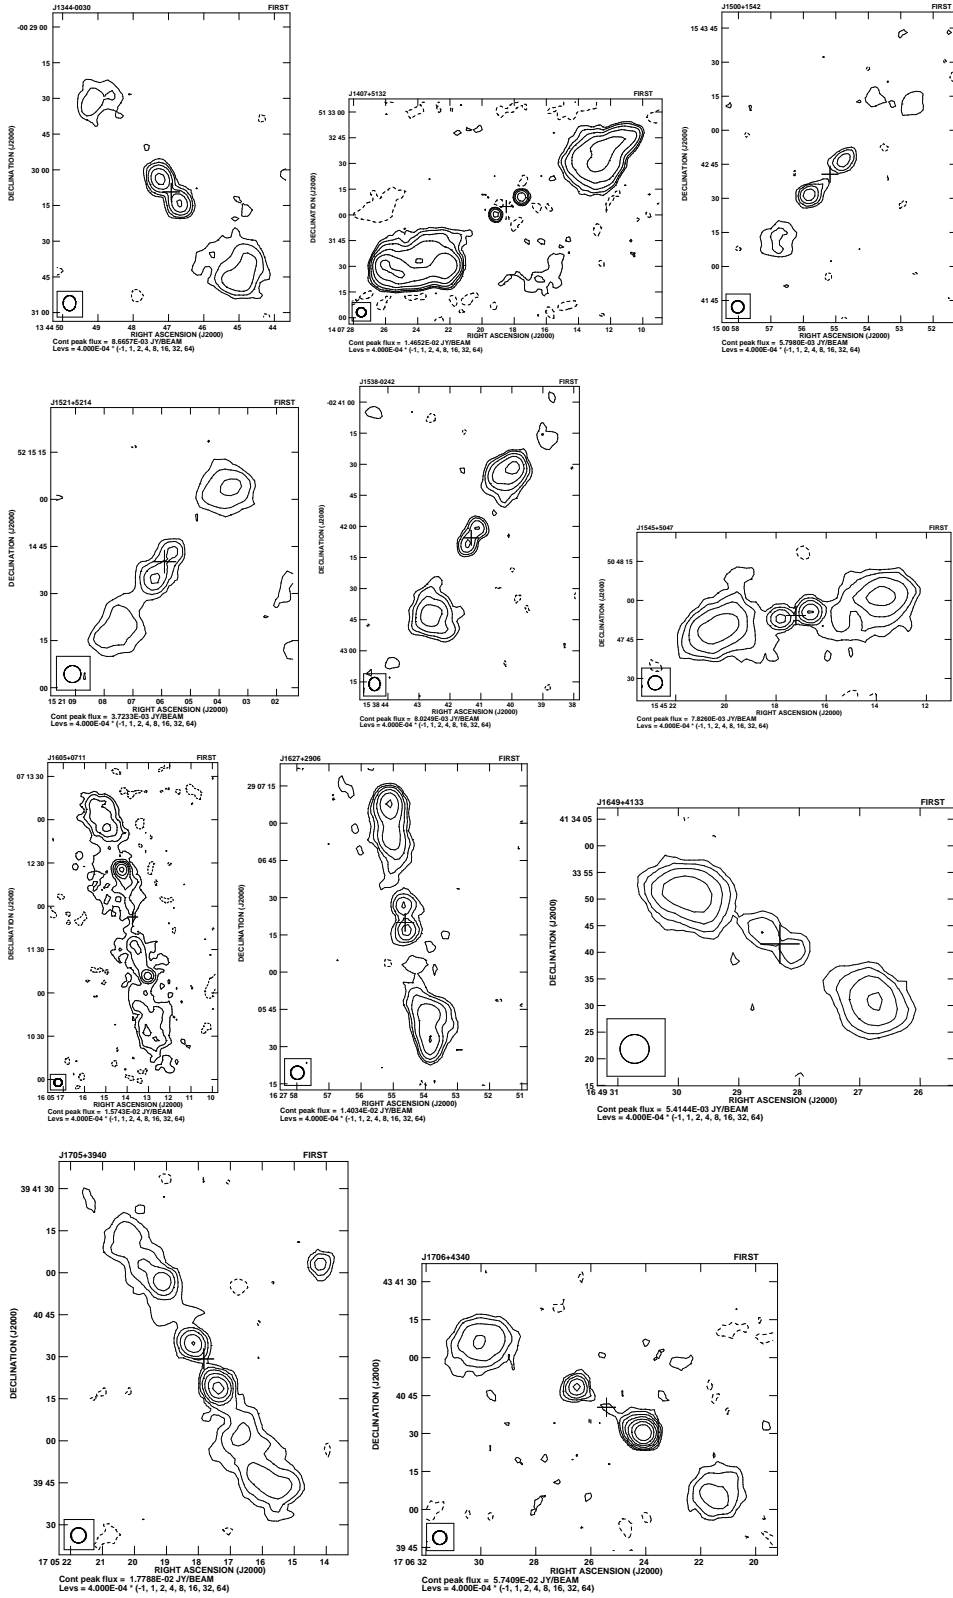 J1344-0030 FIRST
-00 29 00
15
30
45
30 00
15
30
45
31 00
DECLINATION (J2000)
13 44 50 49 48 47 46 45 44
RIGHT ASCENSION (J2000)
Cont peak flux = 8.6657E-03 JY/BEAM
Levs = 4.000E-04 * (-1, 1, 2, 4, 8, 16, 32, 64)
J1407+5132 FIRST
51 33 00
32 45
30
15
00
31 45
30
15
00
DECLINATION (J2000)
14 07 28 26 24 22 20 18 16 14 12 10 08
RIGHT ASCENSION (J2000)
Cont peak flux = 1.4652E-02 JY/BEAM
Levs = 4.000E-04 * (-1, 1, 2, 4, 8, 16, 32, 64)
J1500+1542 FIRST
15 43 45
30
15
00
42 45
30
15
00
41 45
DECLINATION (J2000)
15 00 58 57 56 55 54 53 52
RIGHT ASCENSION (J2000)
Cont peak flux = 5.7980E-03 JY/BEAM
Levs = 4.000E-04 * (-1, 1, 2, 4, 8, 16, 32, 64)
J1521+5214 FIRST
52 15 15
00
14 45
30
15
00
DECLINATION (J2000)
15 21 09 08 07 06 05 04 03 02
RIGHT ASCENSION (J2000)
Cont peak flux = 3.7233E-03 JY/BEAM
Levs = 4.000E-04 * (-1, 1, 2, 4, 8, 16, 32, 64)
J1538-0242 FIRST
-02 41 00
15
30
45
42 00
15
30
45
43 00
15
DECLINATION (J2000)
15 38 44 43 42 41 40 39 38
RIGHT ASCENSION (J2000)
Cont peak flux = 8.0249E-03 JY/BEAM
Levs = 4.000E-04 * (-1, 1, 2, 4, 8, 16, 32, 64)
J1545+5047 FIRST
50 48 15
00
47 45
30
DECLINATION (J2000)
15 45 22 20 18 16 14 12
RIGHT ASCENSION (J2000)
Cont peak flux = 7.8260E-03 JY/BEAM
Levs = 4.000E-04 * (-1, 1, 2, 4, 8, 16, 32, 64)
J1605+0711 FIRST
07 13 30
00
12 30
00
11 30
00
10 30
00
DECLINATION (J2000)
16 05 17 16 15 14 13 12 11 10
RIGHT ASCENSION (J2000)
Cont peak flux = 1.5743E-02 JY/BEAM
Levs = 4.000E-04 * (-1, 1, 2, 4, 8, 16, 32, 64)
J1627+2906 FIRST
29 07 15
00
06 45
30
15
00
05 45
30
15
DECLINATION (J2000)
16 27 58 57 56 55 54 53 52 51
RIGHT ASCENSION (J2000)
Cont peak flux = 1.4034E-02 JY/BEAM
Levs = 4.000E-04 * (-1, 1, 2, 4, 8, 16, 32, 64)
J1649+4133 FIRST
41 34 05
00
33 55
50
45
40
35
30
25
20
15
DECLINATION (J2000)
16 49 31 30 29 28 27 26
RIGHT ASCENSION (J2000)
Cont peak flux = 5.4144E-03 JY/BEAM
Levs = 4.000E-04 * (-1, 1, 2, 4, 8, 16, 32, 64)
J1705+3940 FIRST
39 41 30
15
00
40 45
30
15
00
39 45
30
DECLINATION (J2000)
17 05 22 21 20 19 18 17 16 15 14
RIGHT ASCENSION (J2000)
Cont peak flux = 1.7788E-02 JY/BEAM
Levs = 4.000E-04 * (-1, 1, 2, 4, 8, 16, 32, 64)
J1706+4340 FIRST
43 41 30
15
00
40 45
30
15
00
39 45
DECLINATION (J2000)
17 06 32 30 28 26 24 22 20
RIGHT ASCENSION (J2000)
Cont peak flux = 5.7409E-02 JY/BEAM
Levs = 4.000E-04 * (-1, 1, 2, 4, 8, 16, 32, 64)